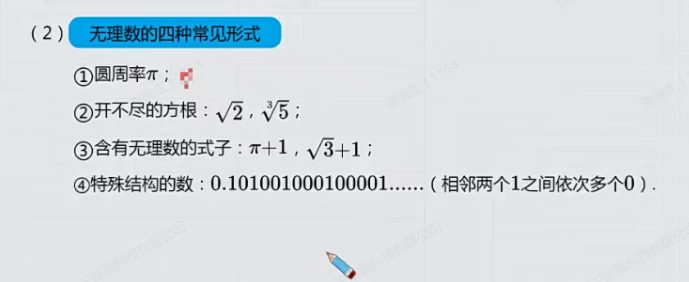 （2） 无理数的四种常见形式
①圆周率π；
②开不尽的方根：√2，∛5；
③含有无理数的式子：π+1，√3+1；
④特殊结构的数：0.101001000100001......（相邻两个1之间依次多个0）.